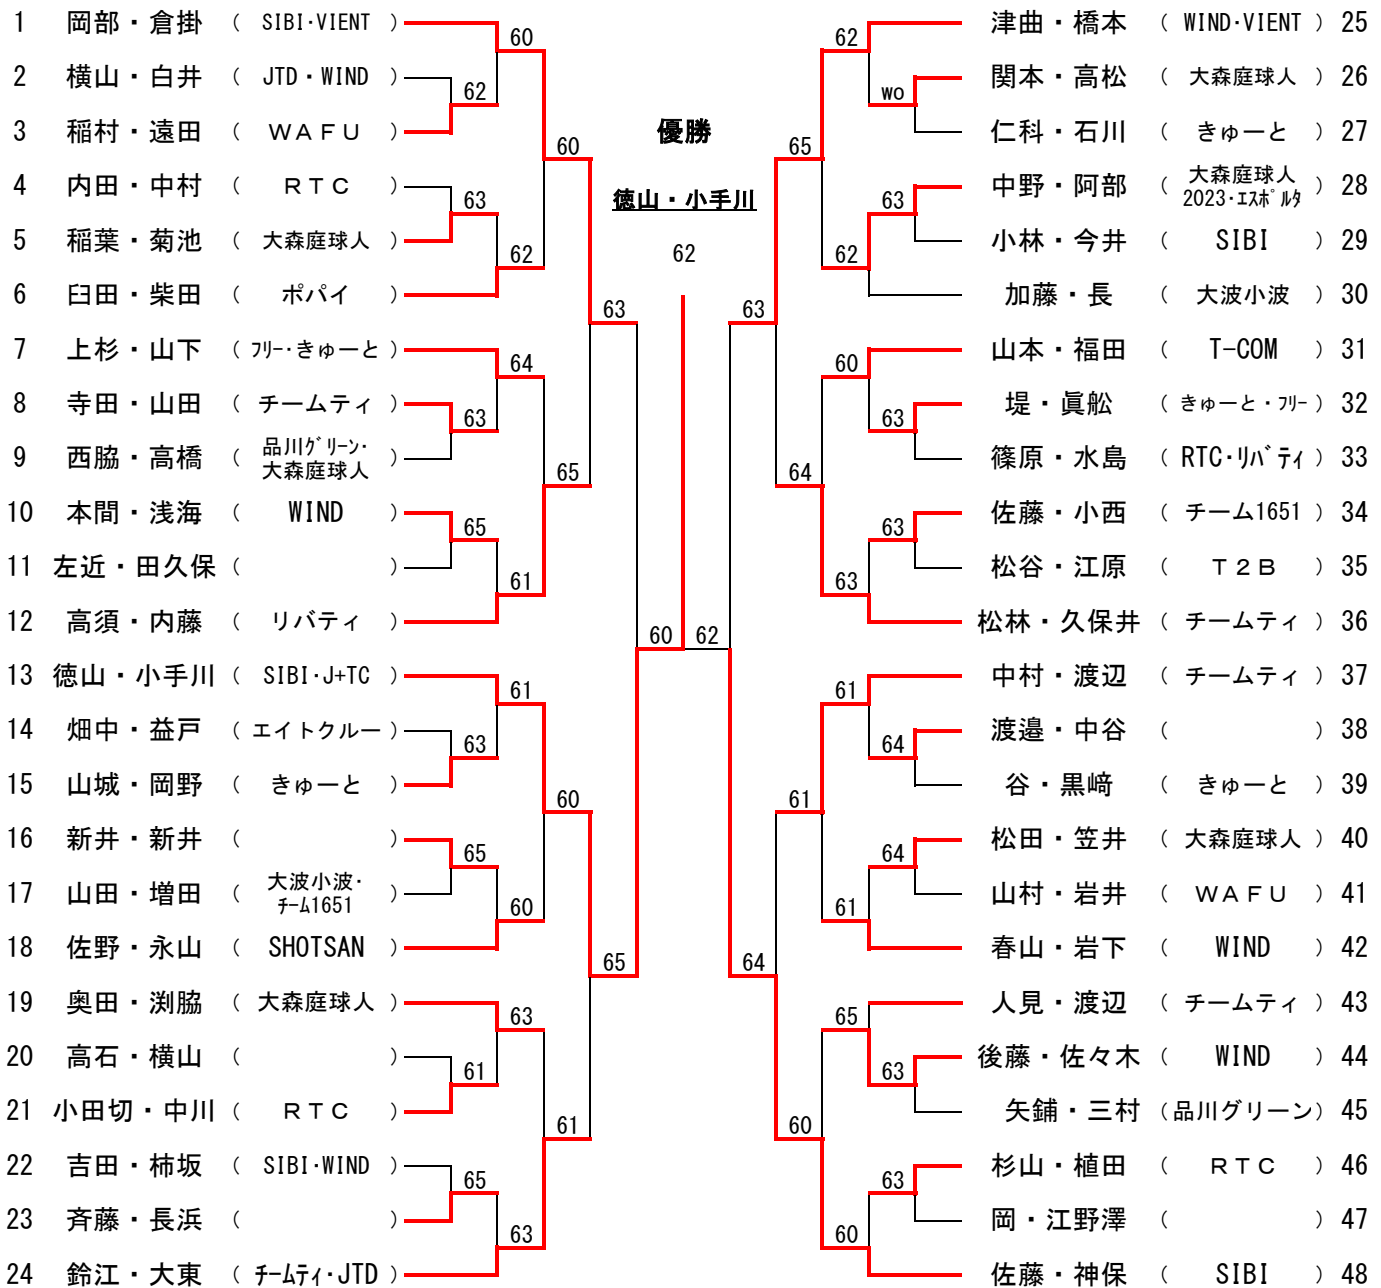 1 岡部・倉掛 ( SIBI･VIENT )
2 横山・白井 ( JTD・WIND )
3 稲村・遠田 ( ＷＡＦＵ )
4 内田・中村 ( ＲＴＣ )
5 稲葉・菊池 ( 大森庭球人 )
6 臼田・柴田 ( ポパイ )
7 上杉・山下 ( ﾌﾘｰ･きゅーと )
8 寺田・山田 ( チームティ )
9 西脇・高橋 ( 品川ｸﾞﾘｰﾝ･
大森庭球人 )
10 本間・浅海 ( WIND )
11 左近・田久保 ( )
12 高須・内藤 ( リバティ )
13 徳山・小手川 ( SIBI･J+TC )
14 畑中・益戸 ( エイトクルー )
15 山城・岡野 ( きゅーと )
16 新井・新井 ( )
17 山田・増田 ( 大波小波･
ﾁｰﾑ1651 )
18 佐野・永山 ( SHOTSAN )
19 奥田・渕脇 ( 大森庭球人 )
20 高石・横山 ( )
21 小田切・中川 ( ＲＴＣ )
22 吉田・柿坂 ( SIBI･WIND )
23 斉藤・長浜 ( )
24 鈴江・大東 ( ﾁｰﾑﾃｨ･JTD )
60
62
63
62
64
63
65
61
61
63
65
60
63
61
65
63
60
65
60
61
63
65
60
優勝
徳山・小手川
62
62
63
64
65
64
61
60
62
wo
63
62
60
63
63
63
61
64
64
61
65
63
63
60
津曲・橋本 ( WIND･VIENT ) 25
関本・高松 ( 大森庭球人 ) 26
仁科・石川 ( きゅーと ) 27
中野・阿部 ( 大森庭球人
2023･ｴｽﾎﾟﾙﾀ ) 28
小林・今井 ( SIBI ) 29
加藤・長 ( 大波小波 ) 30
山本・福田 ( T-COM ) 31
堤・眞舩 ( きゅーと・ﾌﾘｰ ) 32
篠原・水島 ( RTC･ﾘﾊﾞﾃｨ ) 33
佐藤・小西 ( チーム1651 ) 34
松谷・江原 ( Ｔ２Ｂ ) 35
松林・久保井 ( チームティ ) 36
中村・渡辺 ( チームティ ) 37
渡邉・中谷 ( ) 38
谷・黒﨑 ( きゅーと ) 39
松田・笠井 ( 大森庭球人 ) 40
山村・岩井 ( ＷＡＦＵ ) 41
春山・岩下 ( WIND ) 42
人見・渡辺 ( チームティ ) 43
後藤・佐々木 ( WIND ) 44
矢鋪・三村 ( 品川グリーン ) 45
杉山・植田 ( ＲＴＣ ) 46
岡・江野澤 ( ) 47
佐藤・神保 ( SIBI ) 48